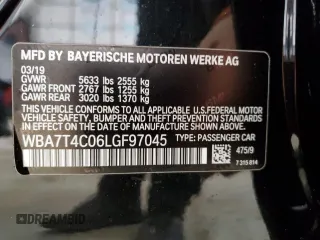 MFD BY BAYERISCHE MOTOREN WERKE AG
03/19
GVWR 5633 lbs 2555 kg
GAWR FRONT 2767 lbs 1255 kg
GAWR REAR 3020 lbs 1370 kg
THIS VEHICLE CONFORMS TO ALL APPLICABLE U.S. FEDERAL MOTOR
VEHICLE SAFETY, BUMPER, AND THEFT PREVENTION STANDARDS IN
EFFECT ON THE DATE OF MANUFACTURE SHOWN ABOVE.
WBA7T4C06LGF97045 TYPE: PASSENGER CAR
475/9
7 315 814